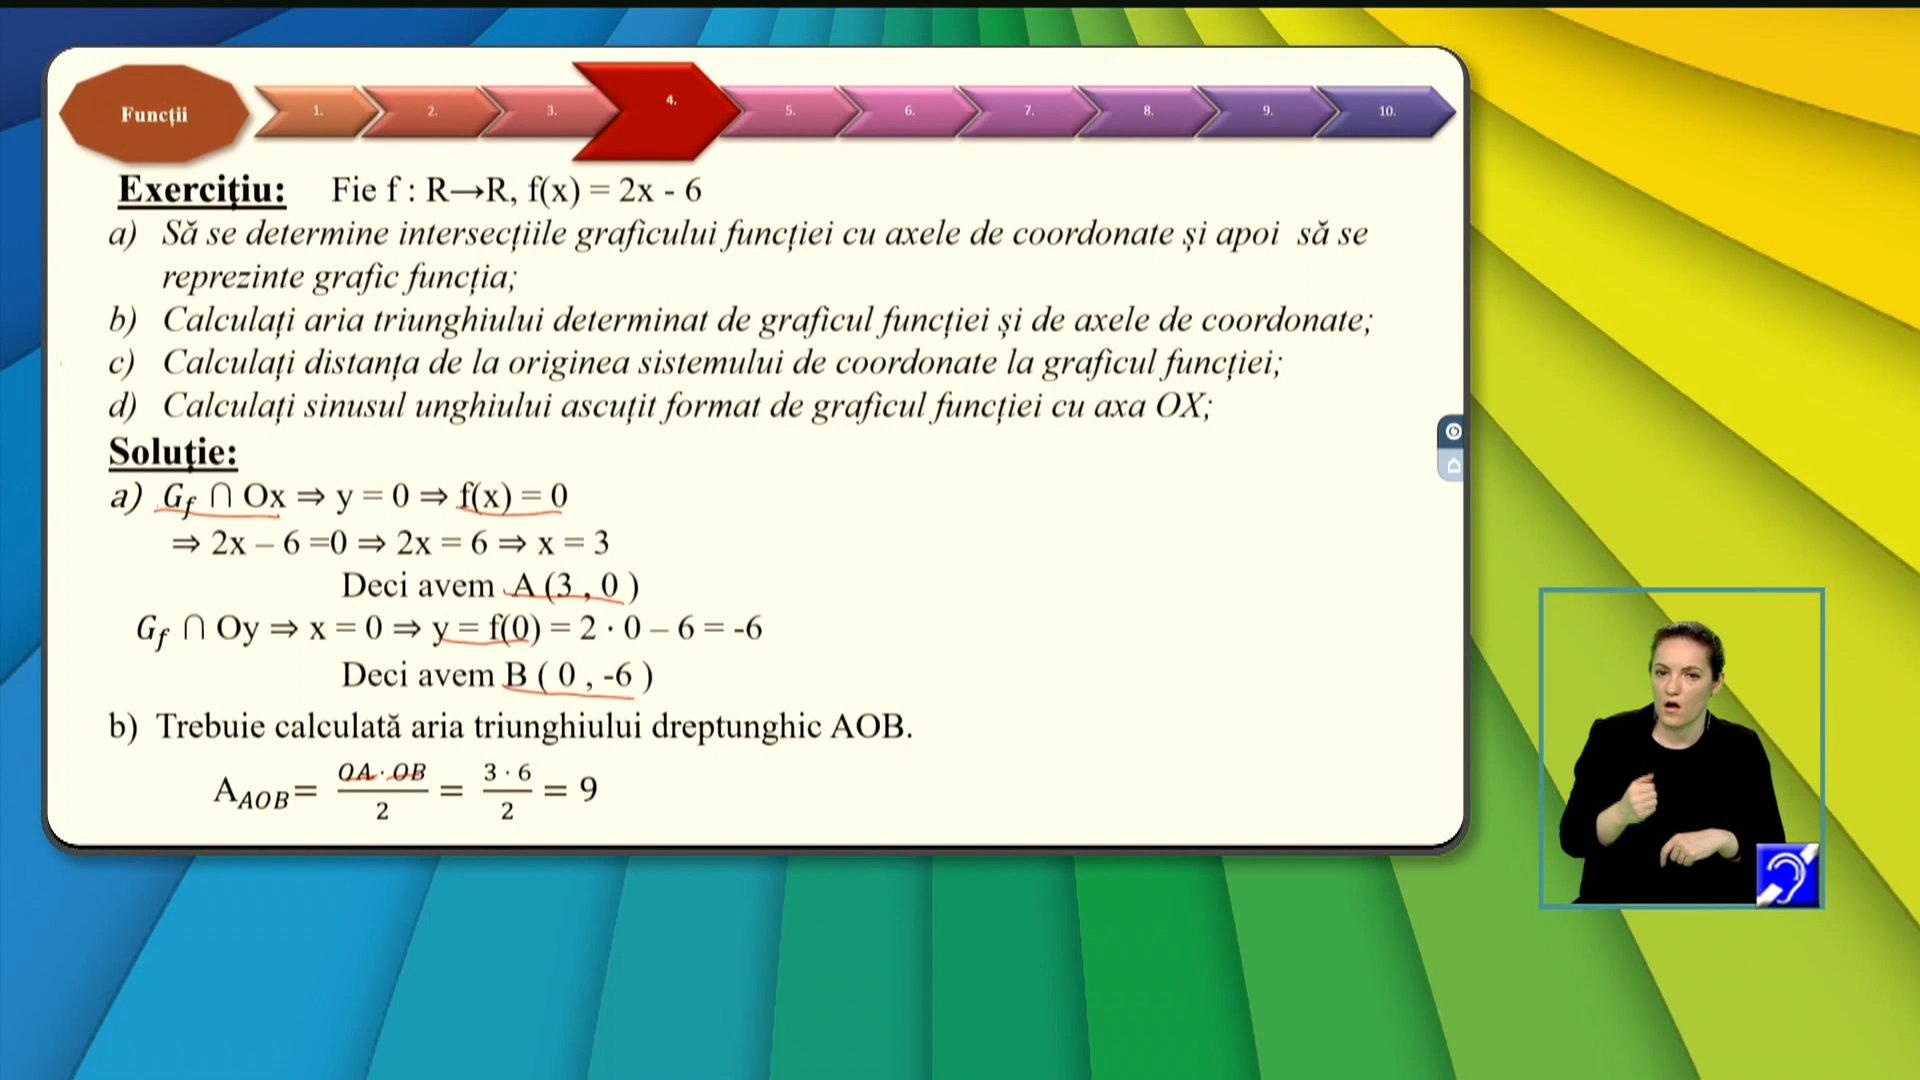 Funcții
1. 2. 3. 4. 5. 6. 7. 8. 9. 10.
Exercițiu: Fie f : R→R, f(x) = 2x - 6
a) Să se determine intersecțiile graficului funcției cu axele de coordonate și apoi să se
reprezinte grafic funcția;
b) Calculați aria triunghiului determinat de graficul funcției și de axele de coordonate;
c) Calculați distanța de la originea sistemului de coordonate la graficul funcției;
d) Calculați sinusul unghiului ascuțit format de graficul funcției cu axa OX;
Soluție:
a) G_f ∩ Ox ⇒ y = 0 ⇒ f(x) = 0
⇒ 2x – 6 =0 ⇒ 2x = 6 ⇒ x = 3
Deci avem A (3 , 0 )
G_f ∩ Oy ⇒ x = 0 ⇒ y = f(0) = 2 · 0 – 6 = -6
Deci avem B ( 0 , -6 )
b) Trebuie calculată aria triunghiului dreptunghic AOB.
A_AOB = (OA · OB)/2 = (3 · 6)/2 = 9